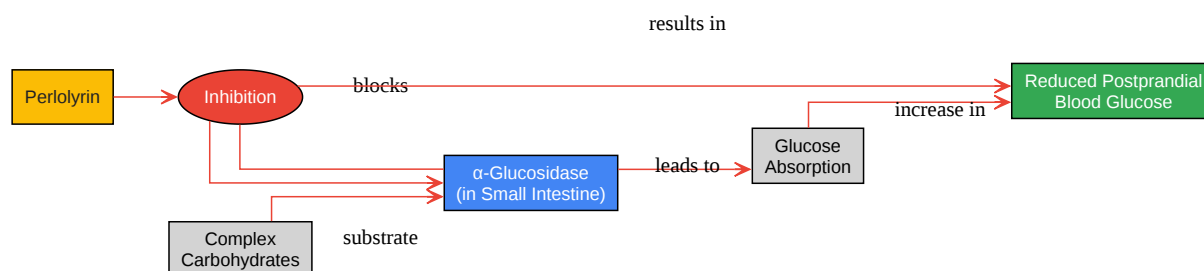 results in
Perlolyrin
Inhibition
blocks
Reduced Postprandial
Blood Glucose
increase in
α-Glucosidase
(in Small Intestine)
leads to
Glucose
Absorption
Complex
Carbohydrates
substrate